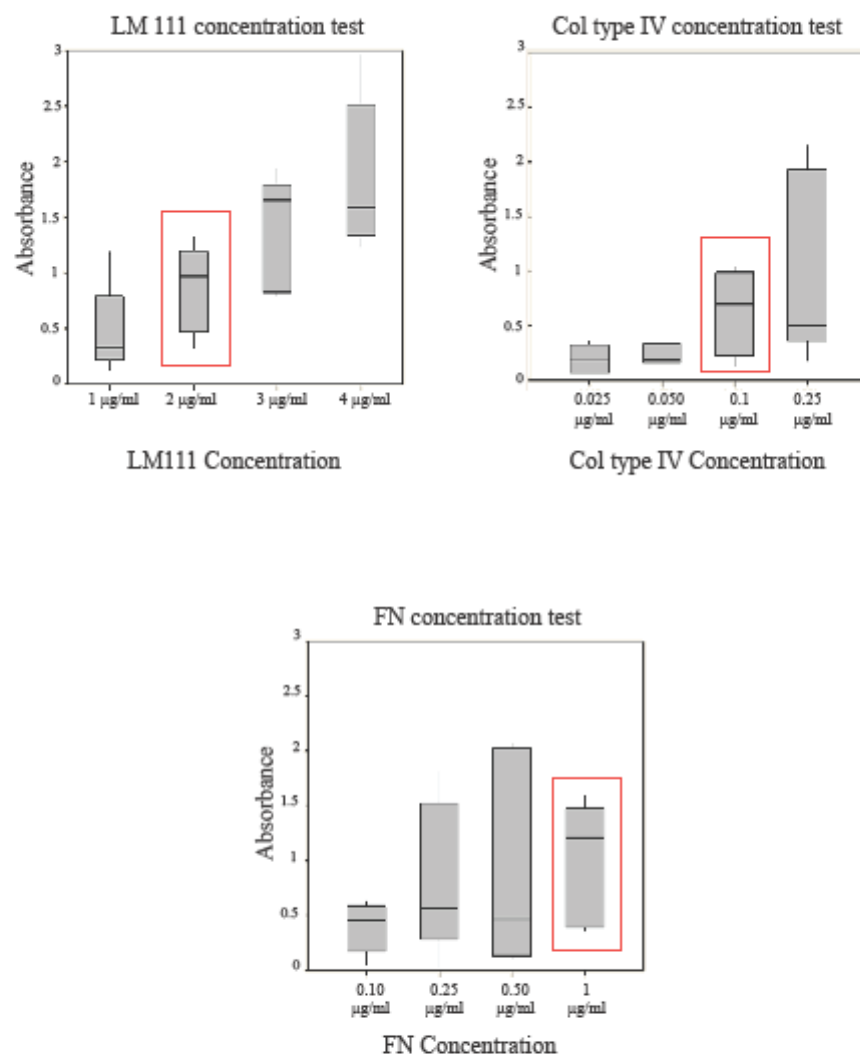 LM 111 concentration test
3
2.5
2
1.5
1
0.5
0
Absorbance
1 µg/ml 2 µg/ml 3 µg/ml 4 µg/ml
LM111 Concentration
Col type IV concentration test
3
2.5
2
1.5
1
0.5
0
Absorbance
0.025 0.050 0.1 0.25
µg/ml µg/ml µg/ml µg/ml
Col type IV Concentration
FN concentration test
3
2.5
2
1.5
1
0.5
0
Absorbance
0.10 0.25 0.50 1
µg/ml µg/ml µg/ml µg/ml
FN Concentration